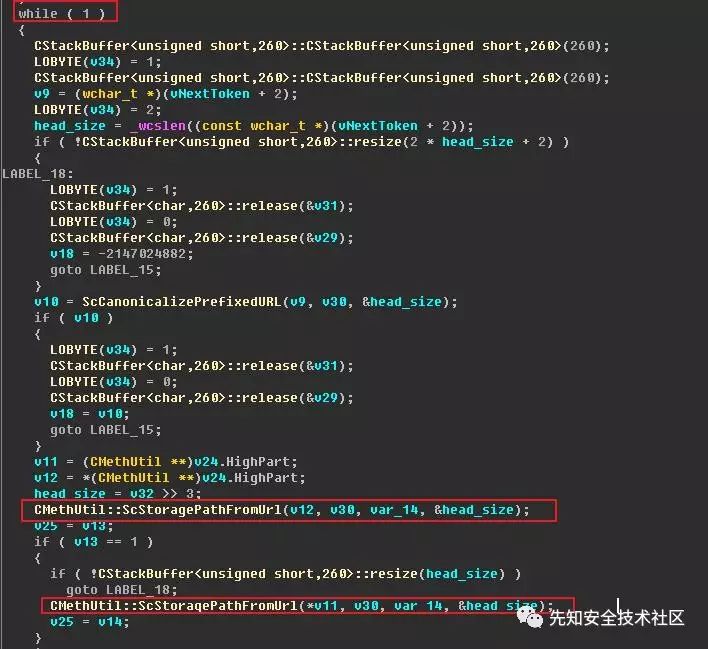 while ( 1 )
{
CStackBuffer<unsigned short,260>::CStackBuffer<unsigned short,260>(260);
LOBYTE(v34) = 1;
CStackBuffer<unsigned short,260>::CStackBuffer<unsigned short,260>(260);
v9 = (wchar_t *)(vNextToken + 2);
LOBYTE(v34) = 2;
head_size = _wcslen((const wchar_t *)(vNextToken + 2));
if ( !CStackBuffer<unsigned short,260>::resize(2 * head_size + 2) )
{
LABEL_18:
LOBYTE(v34) = 1;
CStackBuffer<char,260>::release(&v31);
LOBYTE(v34) = 0;
CStackBuffer<char,260>::release(&v29);
v18 = -2147024882;
goto LABEL_15;
}
v10 = ScCanonicalizePrefixedURL(v9, v30, &head_size);
if ( v10 )
{
LOBYTE(v34) = 1;
CStackBuffer<char,260>::release(&v31);
LOBYTE(v34) = 0;
CStackBuffer<char,260>::release(&v29);
v18 = v10;
goto LABEL_15;
}
v11 = (CMethUtil **)v24.HighPart;
v12 = *(CMethUtil **)v24.HighPart;
head_size = v32 >> 3;
CMethUtil::ScStoragePathFromUrl(v12, v30, var_14, &head_size);
v25 = v13;
if ( v13 == 1 )
{
if ( !CStackBuffer<unsigned short,260>::resize(head_size) )
goto LABEL_18;
CMethUtil::ScStoragePathFromUrl(*v11, v30, var_14, &head_size);
v25 = v14;
}
先知安全技术社区